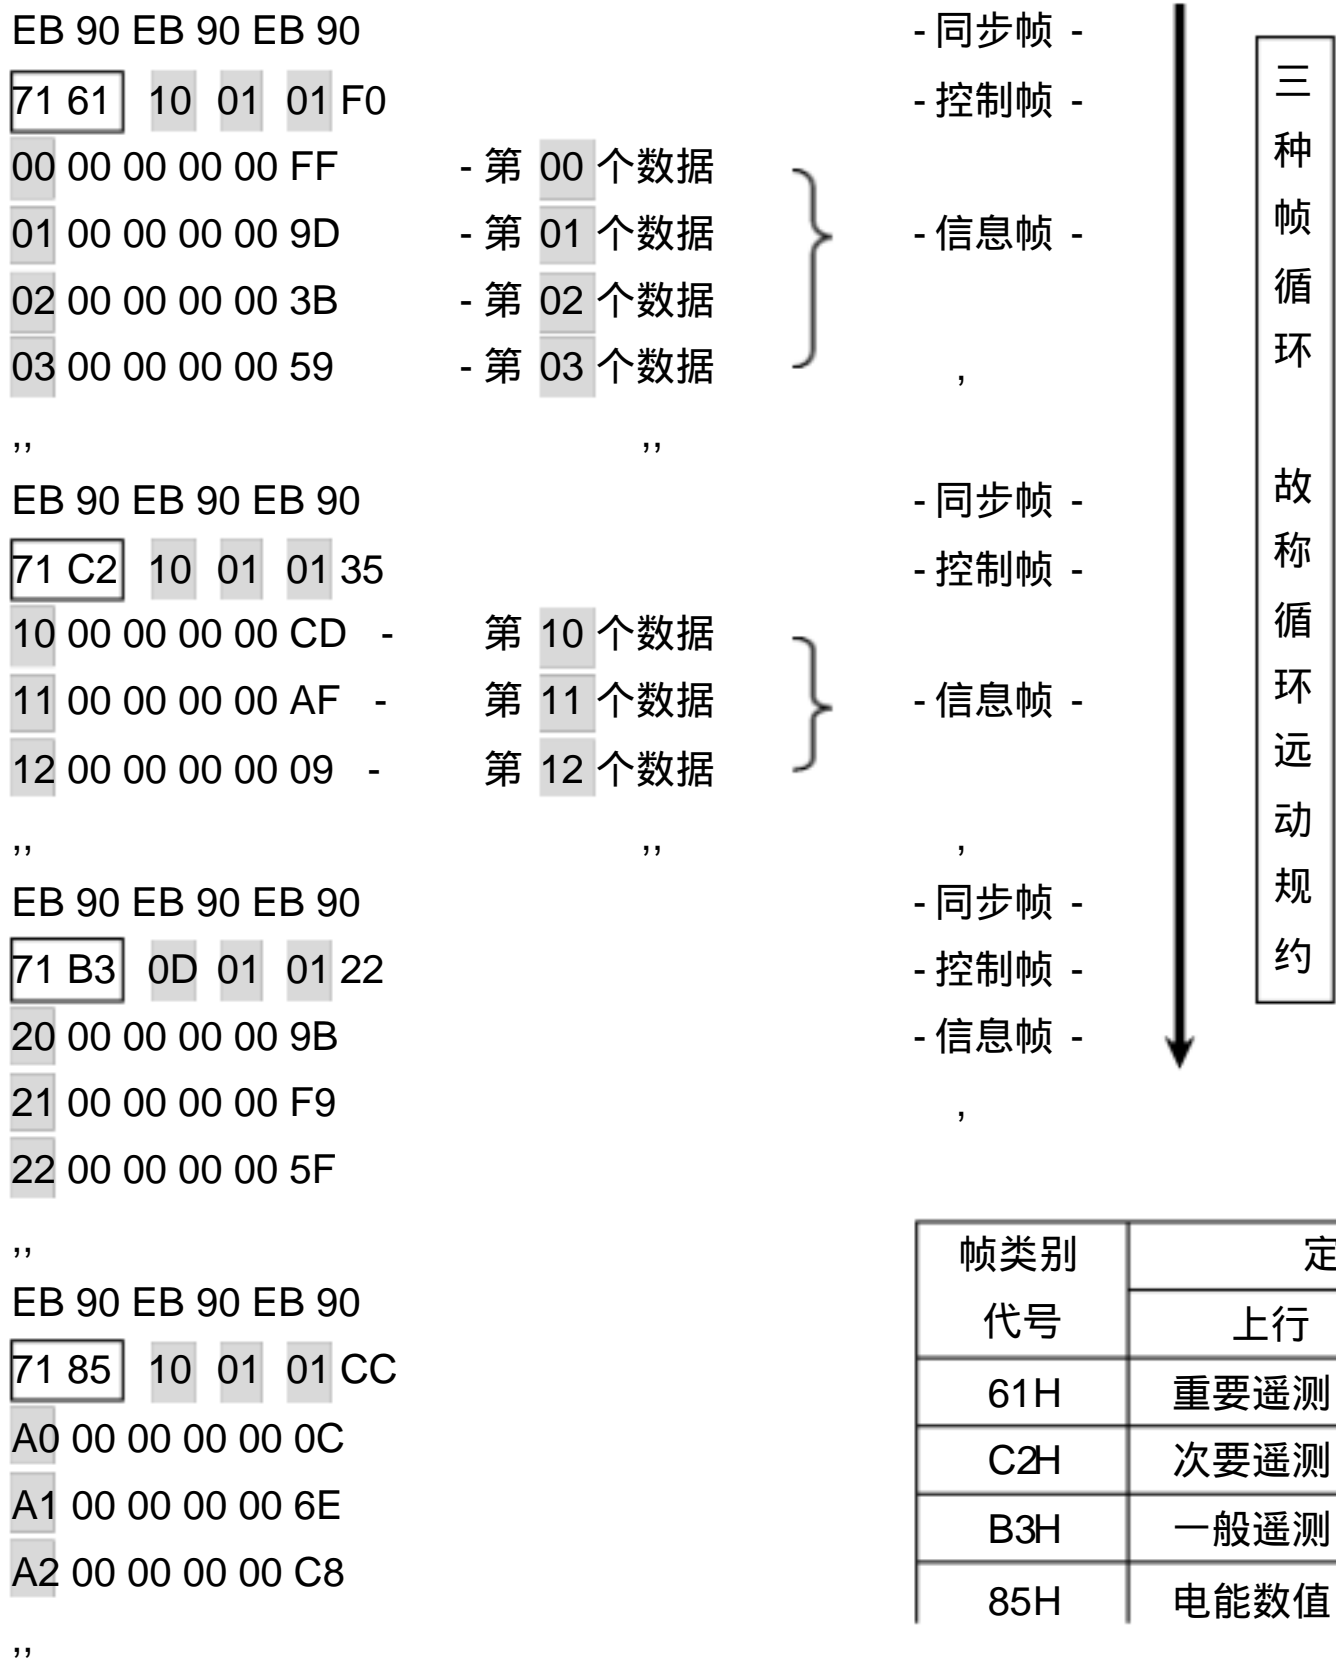 EB 90 EB 90 EB 90 - 同步帧 -
71 61 10 01 01 F0 - 控制帧 -
00 00 00 00 00 FF - 第 00 个数据
01 00 00 00 00 9D - 第 01 个数据 - 信息帧 -
02 00 00 00 00 3B - 第 02 个数据
03 00 00 00 00 59 - 第 03 个数据 ,
,, ,,
EB 90 EB 90 EB 90 - 同步帧 -
71 C2 10 01 01 35 - 控制帧 -
10 00 00 00 00 CD - 第 10 个数据
11 00 00 00 00 AF - 第 11 个数据 - 信息帧 -
12 00 00 00 00 09 - 第 12 个数据
,, ,, ,
EB 90 EB 90 EB 90 - 同步帧 -
71 B3 0D 01 01 22 - 控制帧 -
20 00 00 00 00 9B - 信息帧 -
21 00 00 00 00 F9 ,
22 00 00 00 00 5F
,,
EB 90 EB 90 EB 90
71 85 10 01 01 CC
A0 00 00 00 00 0C
A1 00 00 00 00 6E
A2 00 00 00 00 C8
,,
三种帧循环 故称循环远动规约
帧类别代号 定
上行
61H 重要遥测
C2H 次要遥测
B3H 一般遥测
85H 电能数值